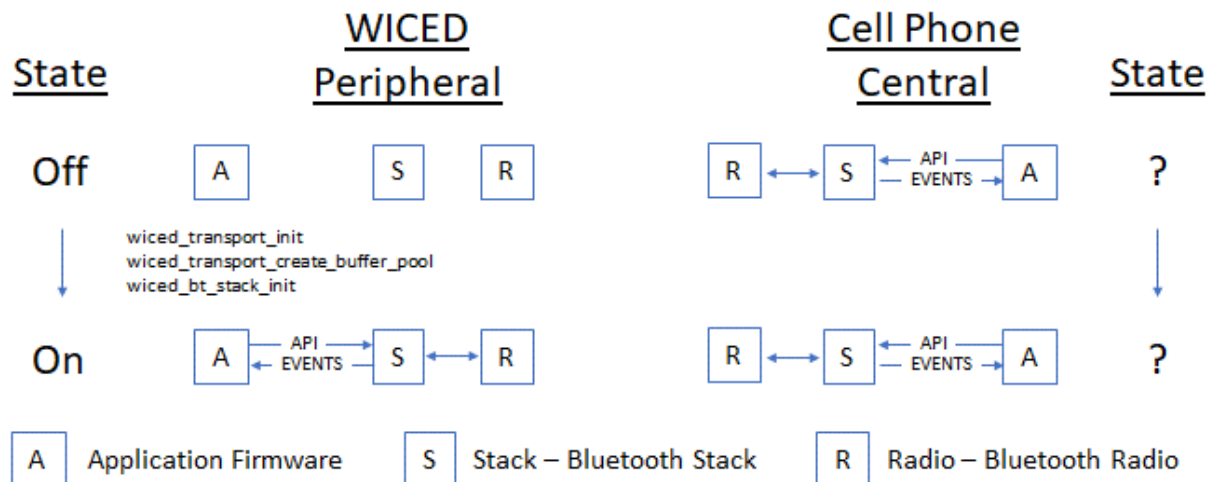 WICED
Peripheral
Cell Phone
Central
State
State
Off
A
S
R
R
S
API
EVENTS
A
?
wiced_transport_init
wiced_transport_create_buffer_pool
wiced_bt_stack_init
On
A
API
EVENTS
S
R
R
S
API
EVENTS
A
?
A Application Firmware
S Stack – Bluetooth Stack
R Radio – Bluetooth Radio